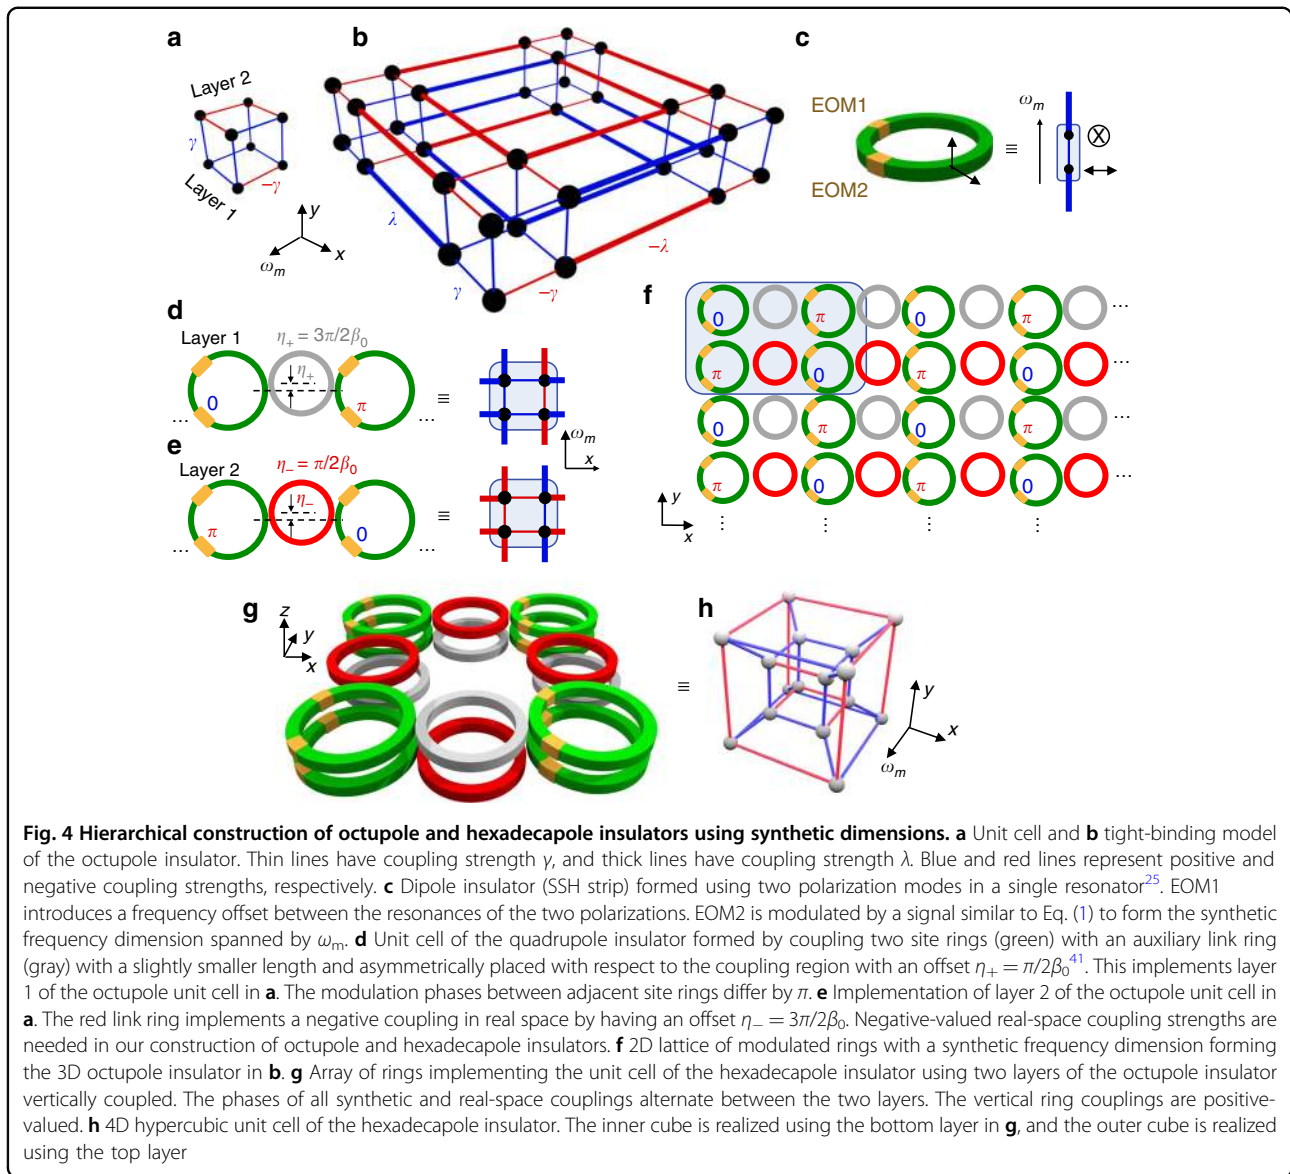 a
b
c
Layer 2
γ
Layer 1
−γ
y
x
ωm
λ
γ
−γ
−λ
EOM1
EOM2
≡
ωm
d
Layer 1
η+ = 3π/2β0
η+
0
π
...
...
≡
ωm
x
e
Layer 2
η− = π/2β0
η−
π
0
...
...
≡
f
0 π 0 π ...
π 0 π 0 ...
0 π 0 π ...
π 0 π 0 ...
⋮ ⋮ ⋮ ⋮
y
x
g
z
y
x
≡
h
y
x
ωm
Fig. 4 Hierarchical construction of octupole and hexadecapole insulators using synthetic dimensions. a Unit cell and b tight-binding model
of the octupole insulator. Thin lines have coupling strength γ, and thick lines have coupling strength λ. Blue and red lines represent positive and
negative coupling strengths, respectively. c Dipole insulator (SSH strip) formed using two polarization modes in a single resonator25. EOM1
introduces a frequency offset between the resonances of the two polarizations. EOM2 is modulated by a signal similar to Eq. (1) to form the synthetic
frequency dimension spanned by ωm. d Unit cell of the quadrupole insulator formed by coupling two site rings (green) with an auxiliary link ring
(gray) with a slightly smaller length and asymmetrically placed with respect to the coupling region with an offset η+ = π/2β0 41. This implements layer
1 of the octupole unit cell in a. The modulation phases between adjacent site rings differ by π. e Implementation of layer 2 of the octupole unit cell in
a. The red link ring implements a negative coupling in real space by having an offset η− = 3π/2β0. Negative-valued real-space coupling strengths are
needed in our construction of octupole and hexadecapole insulators. f 2D lattice of modulated rings with a synthetic frequency dimension forming
the 3D octupole insulator in b. g Array of rings implementing the unit cell of the hexadecapole insulator using two layers of the octupole insulator
vertically coupled. The phases of all synthetic and real-space couplings alternate between the two layers. The vertical ring couplings are positive-
valued. h 4D hypercubic unit cell of the hexadecapole insulator. The inner cube is realized using the bottom layer in g, and the outer cube is realized
using the top layer